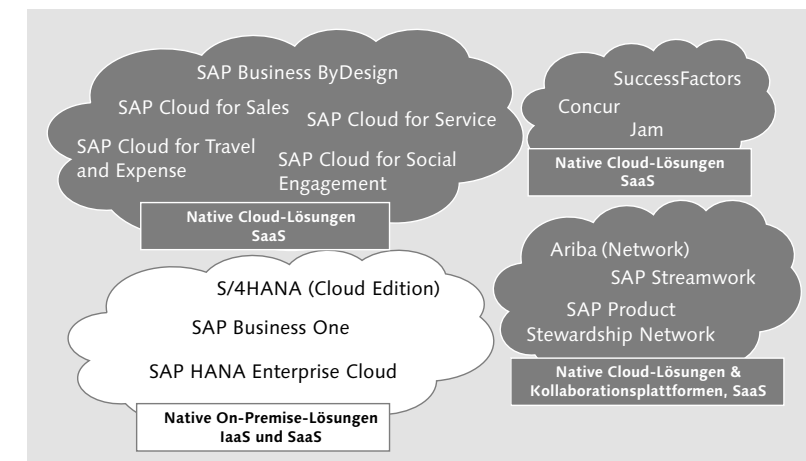 SAP Business ByDesign
SAP Cloud for Sales
SAP Cloud for Service
SAP Cloud for Travel
and Expense
SAP Cloud for Social
Engagement
Native Cloud-Lösungen
SaaS
SuccessFactors
Concur
Jam
Native Cloud-Lösungen
SaaS
S/4HANA (Cloud Edition)
SAP Business One
SAP HANA Enterprise Cloud
Native On-Premise-Lösungen
IaaS und SaaS
Ariba (Network)
SAP Streamwork
SAP Product
Stewardship Network
Native Cloud-Lösungen &
Kollaborationsplattformen, SaaS